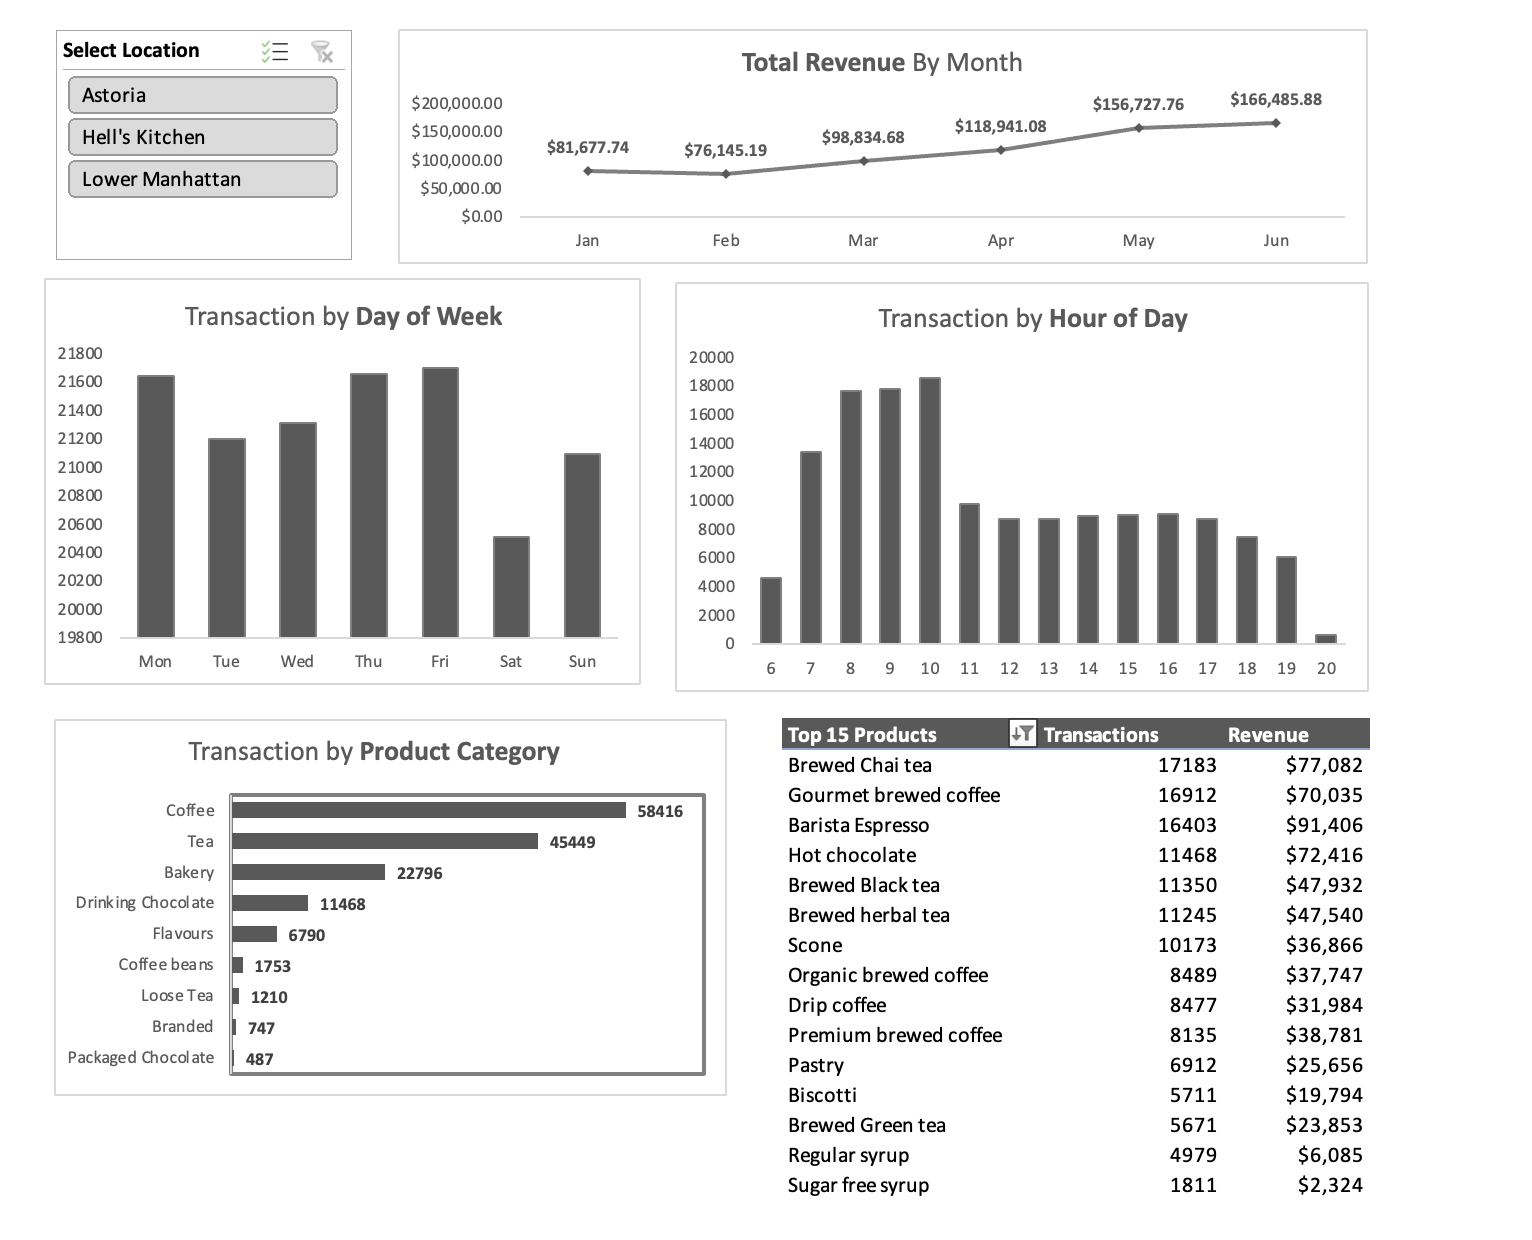 Select Location
Astoria
Hell's Kitchen
Lower Manhattan
Total Revenue By Month
$200,000.00
$150,000.00
$100,000.00
$50,000.00
$0.00
$81,677.74 $76,145.19 $98,834.68 $118,941.08 $156,727.76 $166,485.88
Jan Feb Mar Apr May Jun
Transaction by Day of Week
21800
21600
21400
21200
21000
20800
20600
20400
20200
20000
19800
Mon Tue Wed Thu Fri Sat Sun
Transaction by Hour of Day
20000
18000
16000
14000
12000
10000
8000
6000
4000
2000
0
6 7 8 9 10 11 12 13 14 15 16 17 18 19 20
Transaction by Product Category
Coffee 58416
Tea 45449
Bakery 22796
Drinking Chocolate 11468
Flavours 6790
Coffee beans 1753
Loose Tea 1210
Branded 747
Packaged Chocolate 487
Top 15 Products Transactions Revenue
Brewed Chai tea 17183 $77,082
Gourmet brewed coffee 16912 $70,035
Barista Espresso 16403 $91,406
Hot chocolate 11468 $72,416
Brewed Black tea 11350 $47,932
Brewed herbal tea 11245 $47,540
Scone 10173 $36,866
Organic brewed coffee 8489 $37,747
Drip coffee 8477 $31,984
Premium brewed coffee 8135 $38,781
Pastry 6912 $25,656
Biscotti 5711 $19,794
Brewed Green tea 5671 $23,853
Regular syrup 4979 $6,085
Sugar free syrup 1811 $2,324